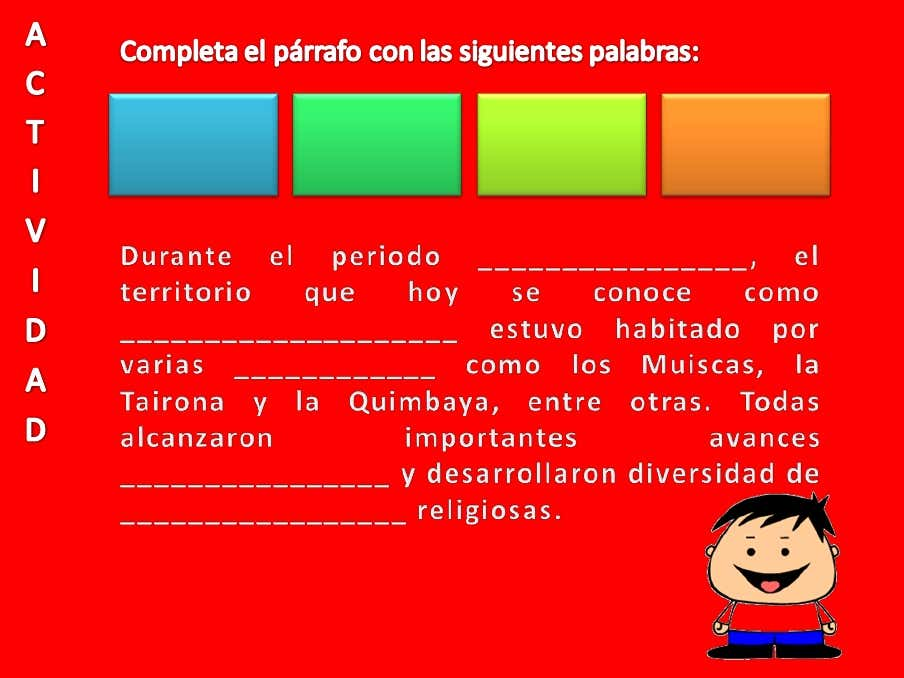 A
C
T
I
V
I
D
A
D
Completa el párrafo con las siguientes palabras:
Durante el periodo ________________, el
territorio que hoy se conoce como
____________________ estuvo habitado por
varias ____________ como los Muiscas, la
Tairona y la Quimbaya, entre otras. Todas
alcanzaron importantes avances
________________ y desarrollaron diversidad de
_________________ religiosas.